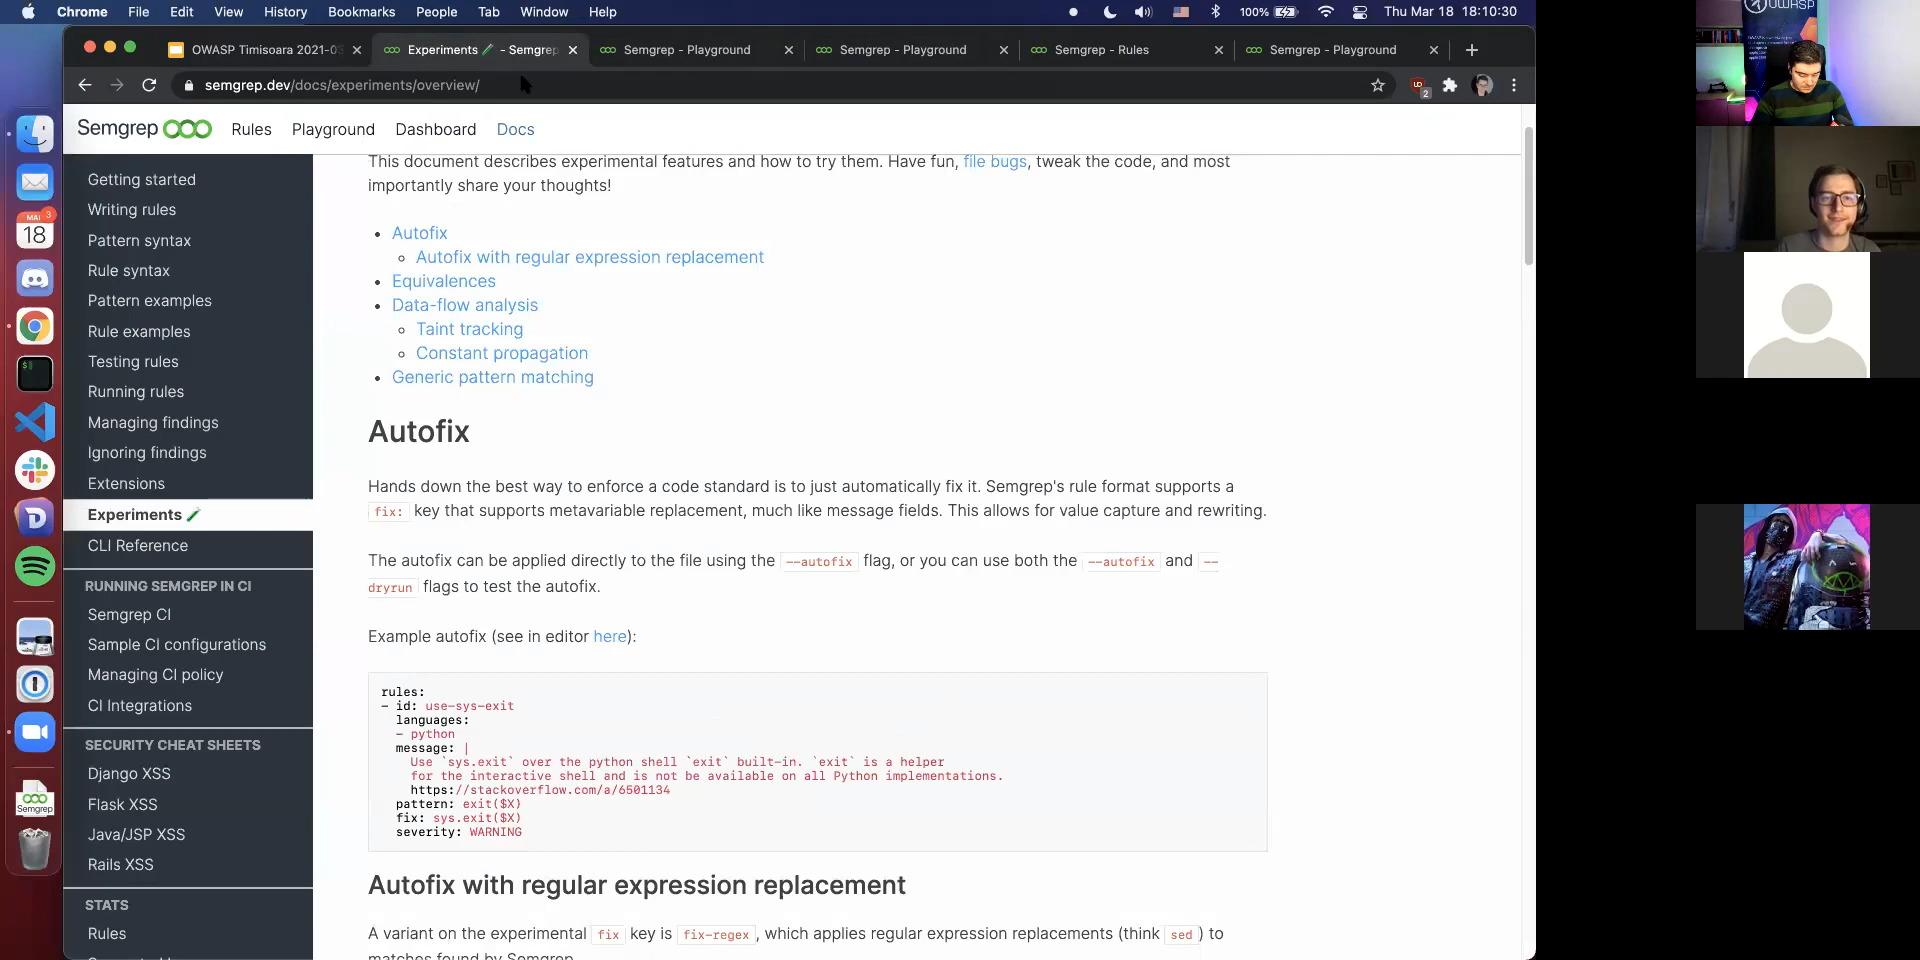 Chrome File Edit View History Bookmarks People Tab Window Help
100% Thu Mar 18 18:10:30
OWASP Timisoara 2021-03
Experiments - Semgrep
Semgrep - Playground
Semgrep - Playground
Semgrep - Rules
Semgrep - Playground
semgrep.dev/docs/experiments/overview/
2
Semgrep Rules Playground Dashboard Docs
MAI 3
18
Semgrep
Getting started
Writing rules
Pattern syntax
Rule syntax
Pattern examples
Rule examples
Testing rules
Running rules
Managing findings
Ignoring findings
Extensions
Experiments
CLI Reference
RUNNING SEMGREP IN CI
Semgrep CI
Sample CI configurations
Managing CI policy
CI Integrations
SECURITY CHEAT SHEETS
Django XSS
Flask XSS
Java/JSP XSS
Rails XSS
STATS
Rules
This document describes experimental features and how to try them. Have fun, file bugs, tweak the code, and most
importantly share your thoughts!
Autofix
Autofix with regular expression replacement
Equivalences
Data-flow analysis
Taint tracking
Constant propagation
Generic pattern matching
Autofix
Hands down the best way to enforce a code standard is to just automatically fix it. Semgrep's rule format supports a
fix: key that supports metavariable replacement, much like message fields. This allows for value capture and rewriting.
The autofix can be applied directly to the file using the --autofix flag, or you can use both the --autofix and --
dryrun flags to test the autofix.
Example autofix (see in editor here):
rules:
- id: use-sys-exit
languages:
- python
message: |
Use `sys.exit` over the python shell `exit` built-in. `exit` is a helper
for the interactive shell and is not be available on all Python implementations.
https://stackoverflow.com/a/6501134
pattern: exit($X)
fix: sys.exit($X)
severity: WARNING
Autofix with regular expression replacement
A variant on the experimental fix key is fix-regex, which applies regular expression replacements (think sed) to
matches found by Semgrep.
OWASP